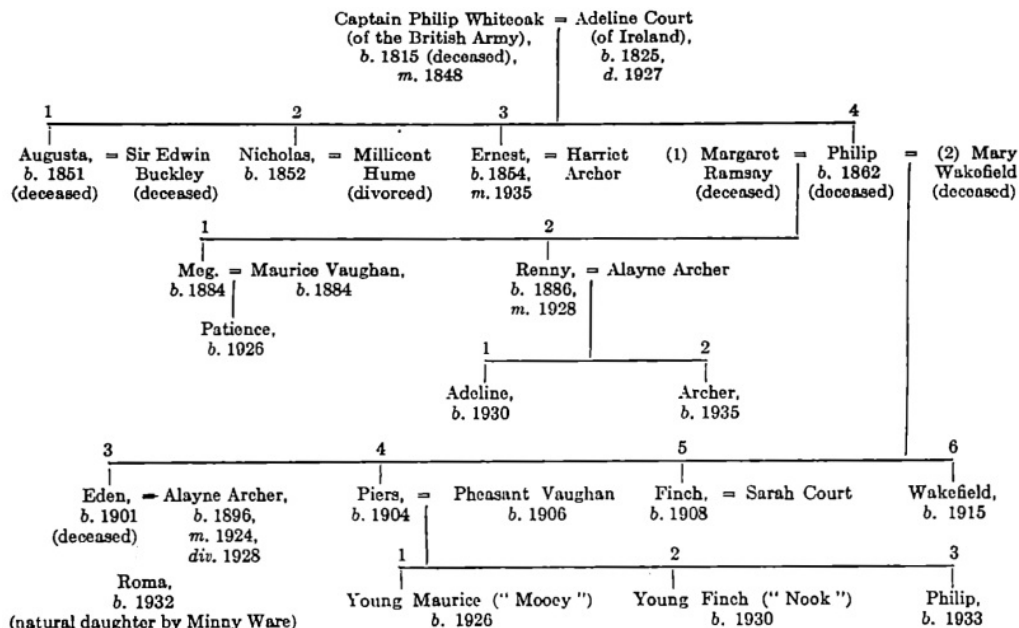 Captain Philip Whiteoak = Adeline Court
(of the British Army), (of Ireland),
b. 1815 (deceased), b. 1825,
m. 1848 d. 1927
1 2 3 4
Augusta, = Sir Edwin Nicholas, = Millicent Ernest, = Harriet (1) Margaret = Philip = (2) Mary
b. 1851 Buckley b. 1852 Hume b. 1854, Archer Ramsay b. 1862 Wakefield
(deceased) (deceased) (divorced) m. 1935 (deceased) (deceased) (deceased)
1 2
Meg. = Maurice Vaughan, Renny, = Alayne Archer
b. 1884 b. 1884 b. 1886,
m. 1928
Patience,
b. 1926
1 2
Adeline, Archer,
b. 1930 b. 1935
3 4 5 6
Eden, = Alayne Archer, Piers, = Pheasant Vaughan Finch, = Sarah Court Wakefield,
b. 1901 b. 1896, b. 1904 b. 1906 b. 1908 b. 1915
(deceased) m. 1924,
div. 1928
1 2 3
Roma, Young Maurice ("Mooey") Young Finch ("Nook") Philip,
b. 1932 b. 1926 b. 1930 b. 1933
(natural daughter by Minny Ware)